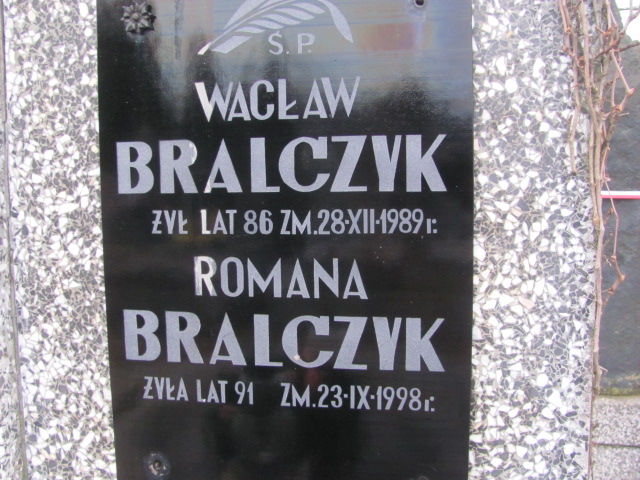 Ś.P.
WACŁAW
BRALCZYK
ŻYŁ LAT 86 ZM. 28·XII·1989 r.
ROMANA
BRALCZYK
ŻYŁA LAT 91 ZM. 23·IX·1998 r.